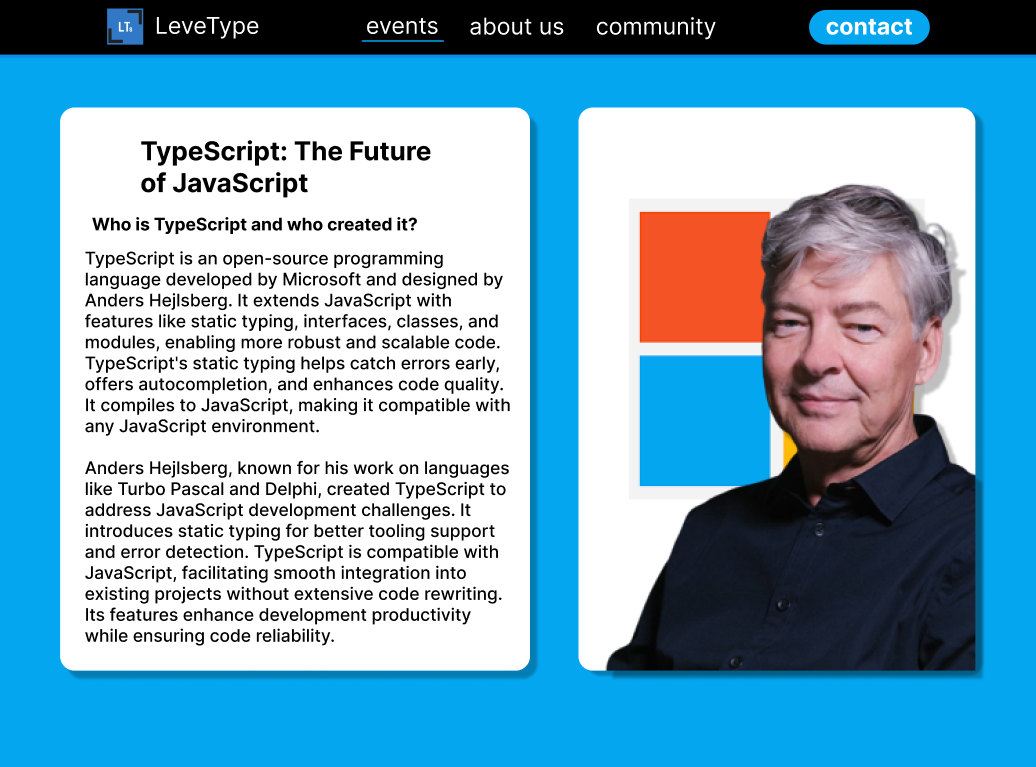 LT
LeveType
events
about us
community
contact
TypeScript: The Future
of JavaScript
Who is TypeScript and who created it?
TypeScript is an open-source programming
language developed by Microsoft and designed by
Anders Hejlsberg. It extends JavaScript with
features like static typing, interfaces, classes, and
modules, enabling more robust and scalable code.
TypeScript's static typing helps catch errors early,
offers autocompletion, and enhances code quality.
It compiles to JavaScript, making it compatible with
any JavaScript environment.
Anders Hejlsberg, known for his work on languages
like Turbo Pascal and Delphi, created TypeScript to
address JavaScript development challenges. It
introduces static typing for better tooling support
and error detection. TypeScript is compatible with
JavaScript, facilitating smooth integration into
existing projects without extensive code rewriting.
Its features enhance development productivity
while ensuring code reliability.